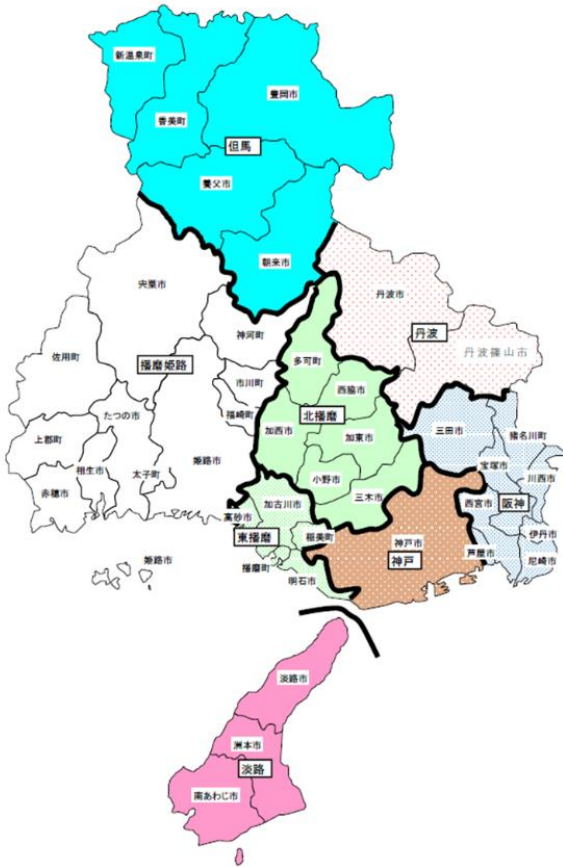 新温泉町
豊岡市
香美町
但馬
養父市
朝来市
宍粟市
丹波市
神河町
丹波
丹波篠山市
佐用町
多可町
播磨姫路
市川町
西脇市
たつの市
福崎町
北播磨
三田市
猪名川町
加西市
加東市
上郡町
宝塚市
相生市
姫路市
川西市
赤穂市
太子町
小野市
三木市
西宮市
阪神
加古川市
高砂市
伊丹市
東播磨
稲美町
神戸市
芦屋市
姫路市
播磨町
神戸
尼崎市
明石市
淡路市
洲本市
淡路
南あわじ市